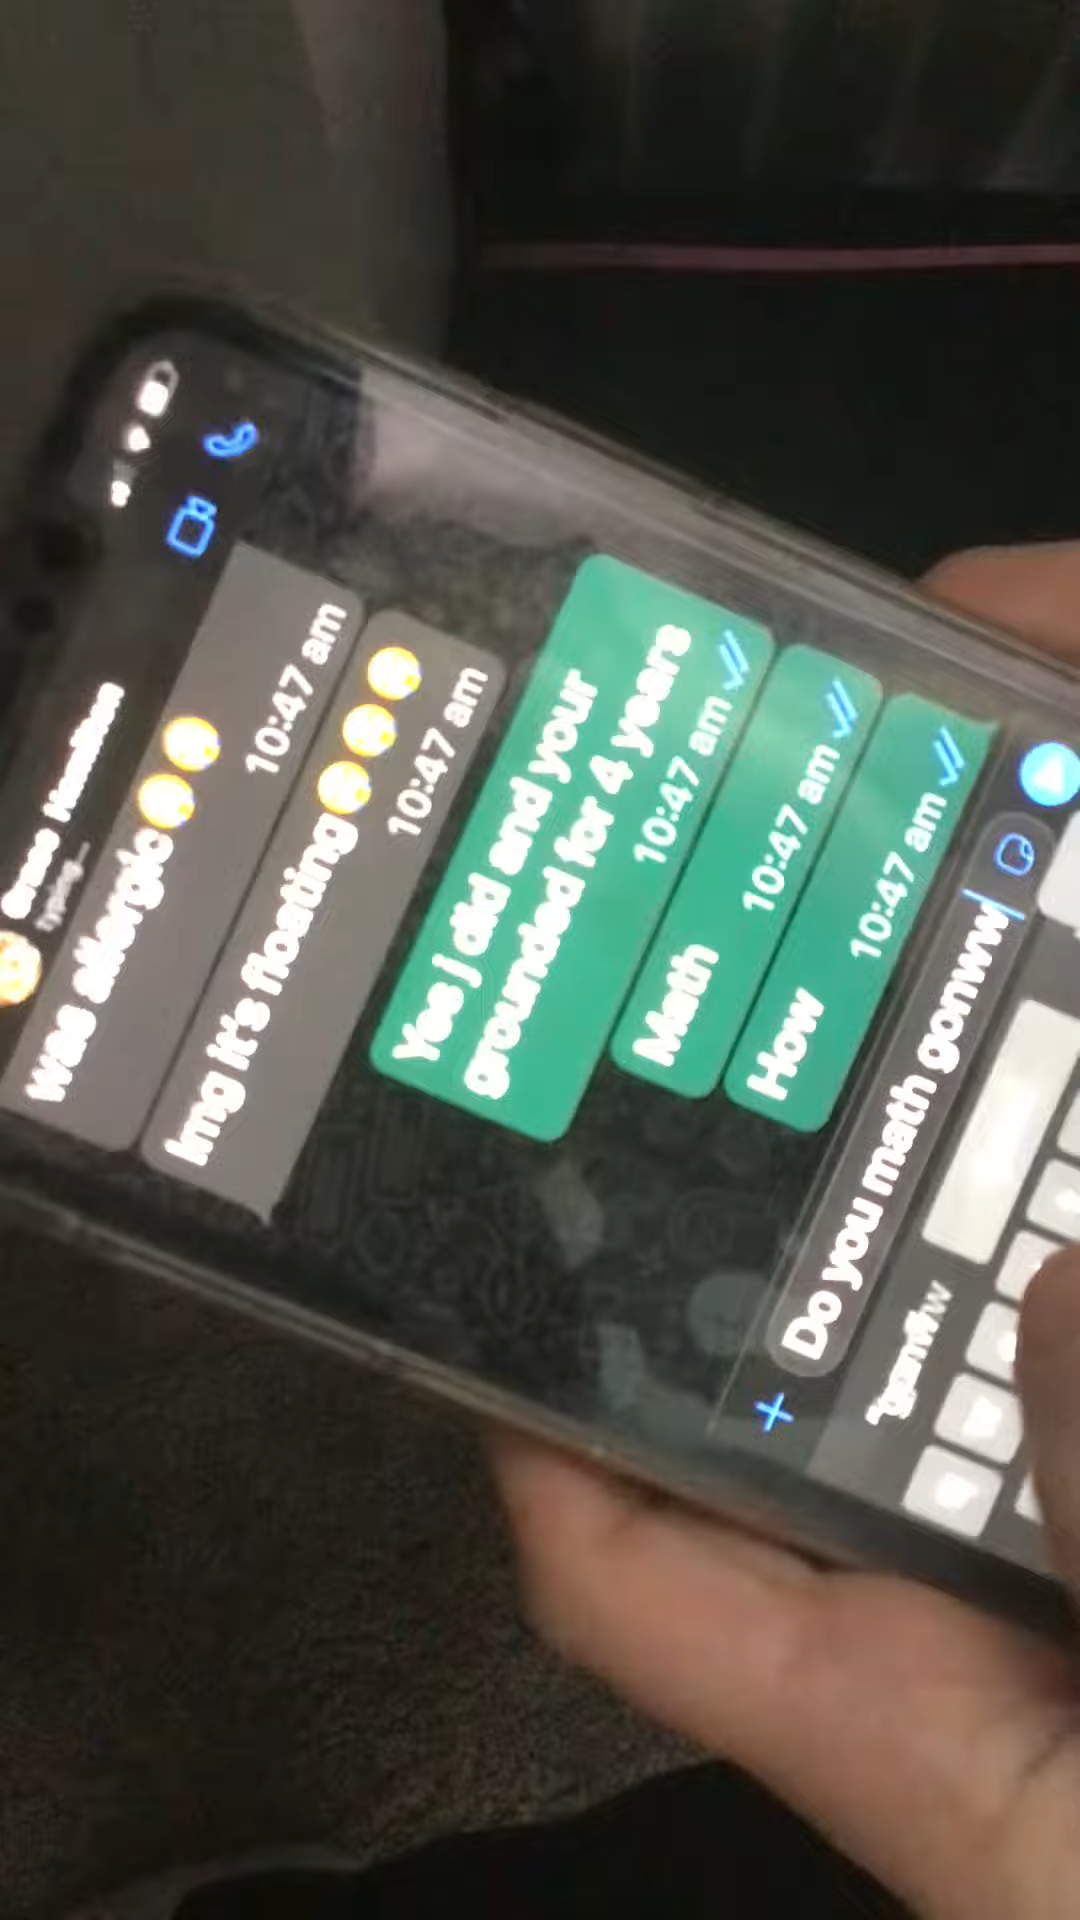 Typing...
was allergic😱😱
10:47 am
Img it's floating😱😱😱
10:47 am
Yes j did and your
grounded for 4 years
10:47 am
Math
10:47 am
How
10:47 am
Do you math gonww